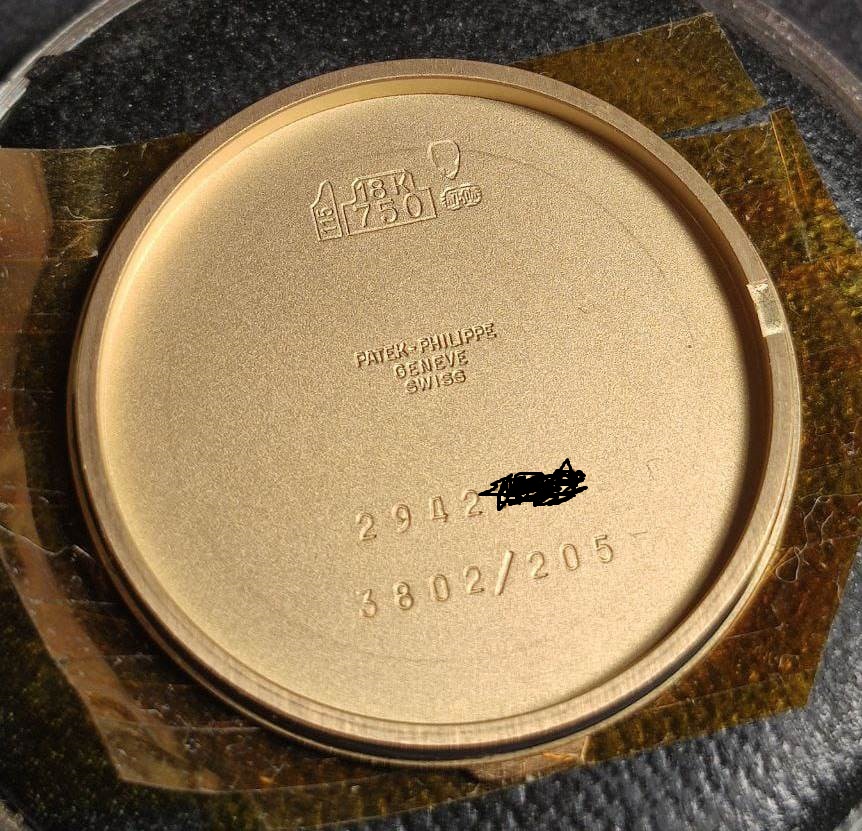 18K
750
PATEK-PHILIPPE
GENEVE
SWISS
2942
3802/205